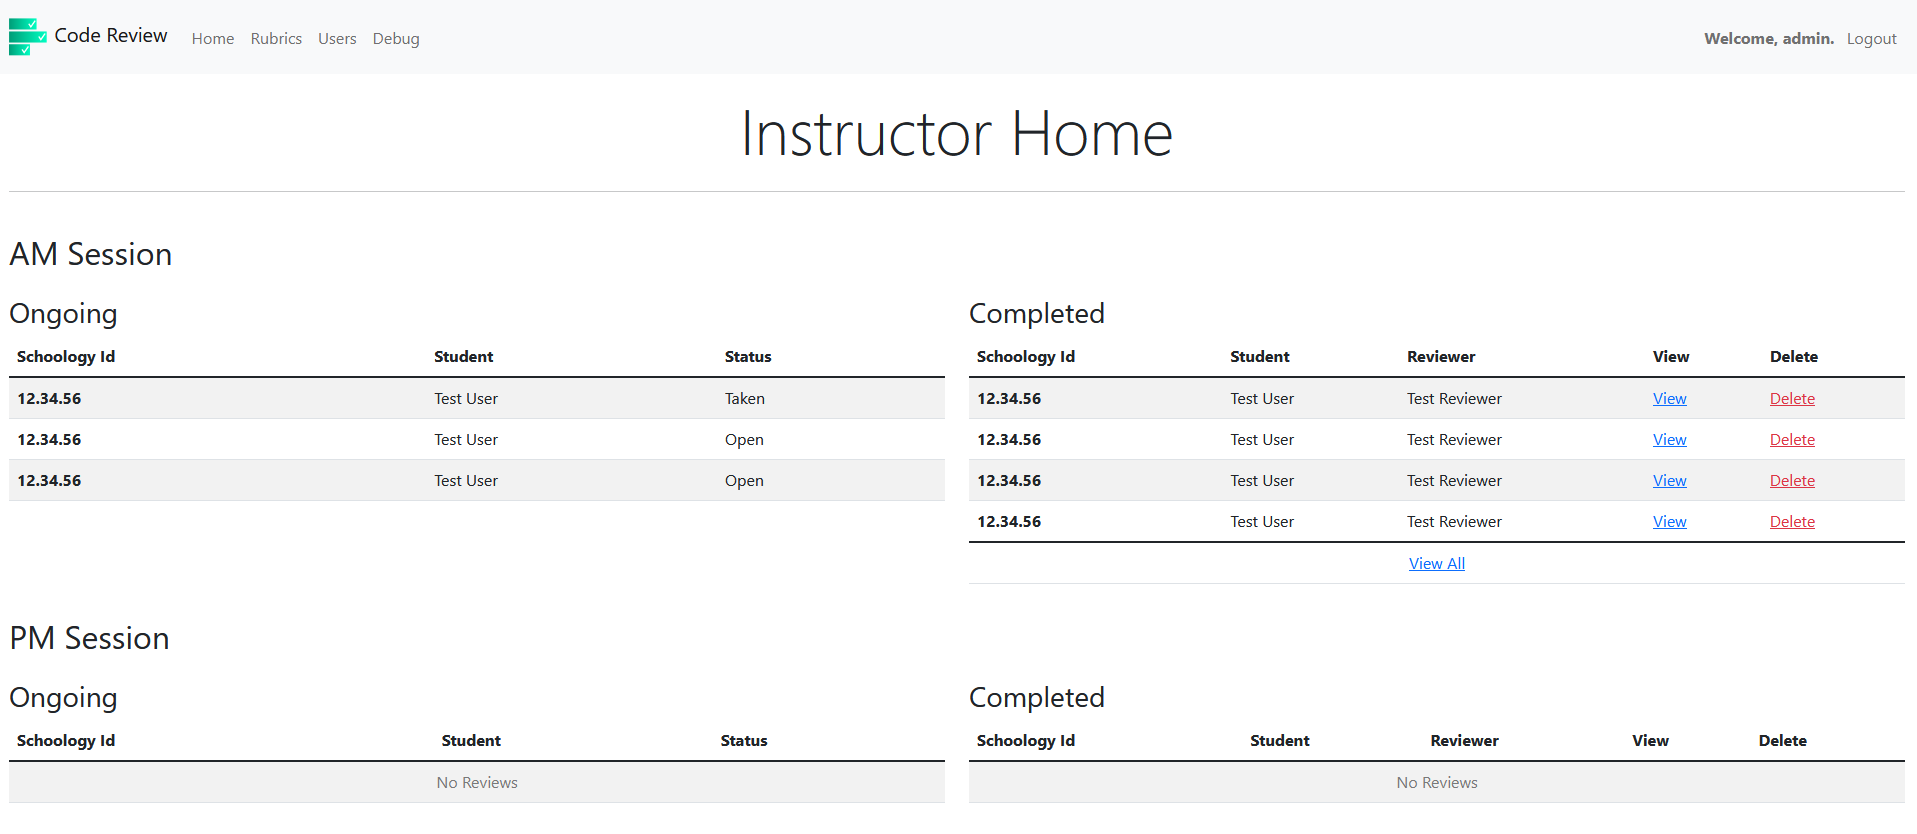 Code Review Home Rubrics Users Debug Welcome, admin. Logout
Instructor Home
AM Session
Ongoing
Schoology Id Student Status
12.34.56 Test User Taken
12.34.56 Test User Open
12.34.56 Test User Open
Completed
Schoology Id Student Reviewer View Delete
12.34.56 Test User Test Reviewer View Delete
12.34.56 Test User Test Reviewer View Delete
12.34.56 Test User Test Reviewer View Delete
12.34.56 Test User Test Reviewer View Delete
View All
PM Session
Ongoing
Schoology Id Student Status
No Reviews
Completed
Schoology Id Student Reviewer View Delete
No Reviews